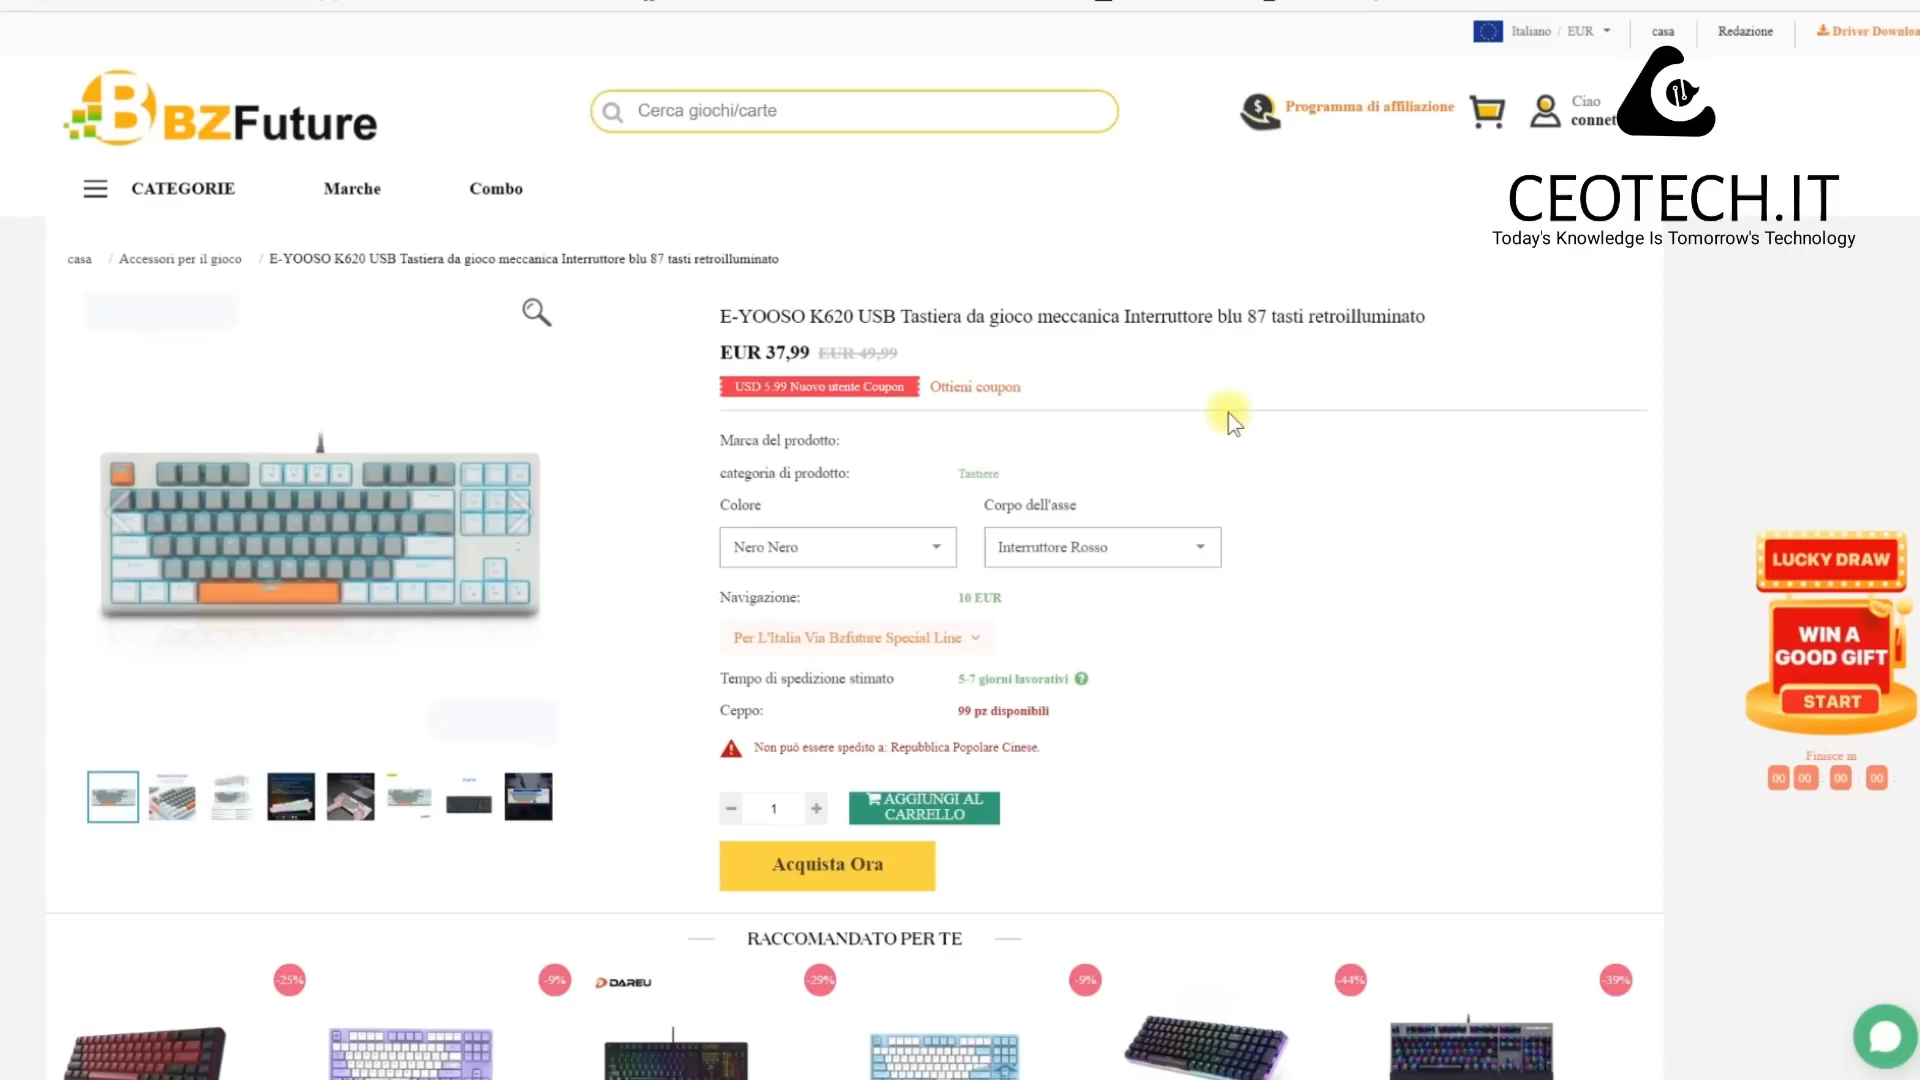 Italiano / EUR
casa
Redazione
Driver Downloa
BZFuture
Cerca giochi/carte
Programma di affiliazione
Ciao
connet
CEOTECH.IT
Today's Knowledge Is Tomorrow's Technology
CATEGORIE
Marche
Combo
casa / Accessori per il gioco / E-YOOSO K620 USB Tastiera da gioco meccanica Interruttore blu 87 tasti retroilluminato
E-YOOSO K620 USB Tastiera da gioco meccanica Interruttore blu 87 tasti retroilluminato
EUR 37,99 EUR 49,99
USD 5.99 Nuovo utente Coupon Ottieni coupon
Marca del prodotto:
categoria di prodotto: Tastiere
Colore Corpo dell'asse
Nero Nero Interruttore Rosso
Navigazione: 10 EUR
Per L'Italia Via Bzfuture Special Line
Tempo di spedizione stimato 5-7 giorni lavorativi ?
Ceppo: 99 pz disponibili
Non può essere spedito a: Repubblica Popolare Cinese.
− 1 +
AGGIUNGI AL
CARRELLO
Acquista Ora
LUCKY DRAW
WIN A
GOOD GIFT
START
Finisce in
00 00 : 00 : 00 :
RACCOMANDATO PER TE
-25% -9% -29% -9% -44% -39%
DAREU